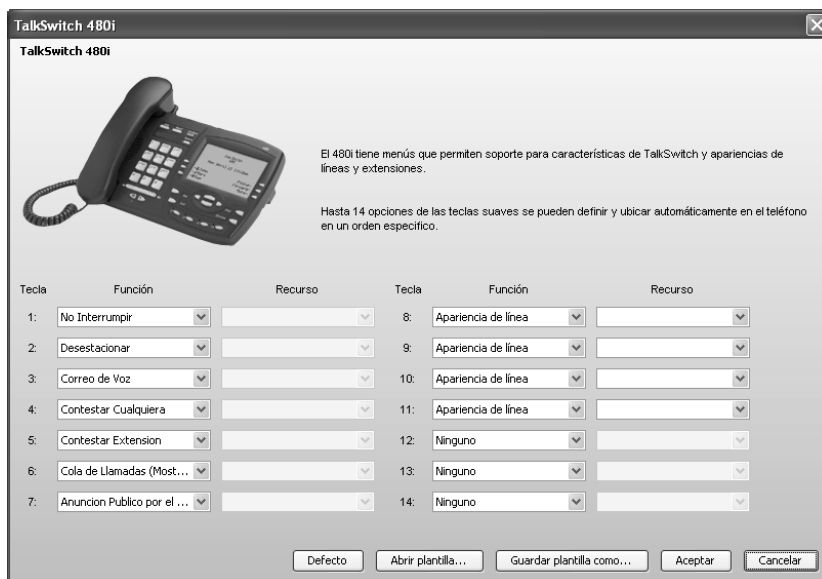 TalkSwitch 480i
TalkSwitch 480i
El 480i tiene menús que permiten soporte para características de TalkSwitch y apariencias de
líneas y extensiones.
Hasta 14 opciones de las teclas suaves se pueden definir y ubicar automáticamente en el teléfono
en un orden especifico.
Tecla Función Recurso Tecla Función Recurso
1: No Interrumpir 8: Apariencia de línea
2: Desestacionar 9: Apariencia de línea
3: Correo de Voz 10: Apariencia de línea
4: Contestar Cualquiera 11: Apariencia de línea
5: Contestar Extension 12: Ninguno
6: Cola de Llamadas (Most... 13: Ninguno
7: Anuncion Publico por el ... 14: Ninguno
Defecto Abrir plantilla... Guardar plantilla como... Aceptar Cancelar